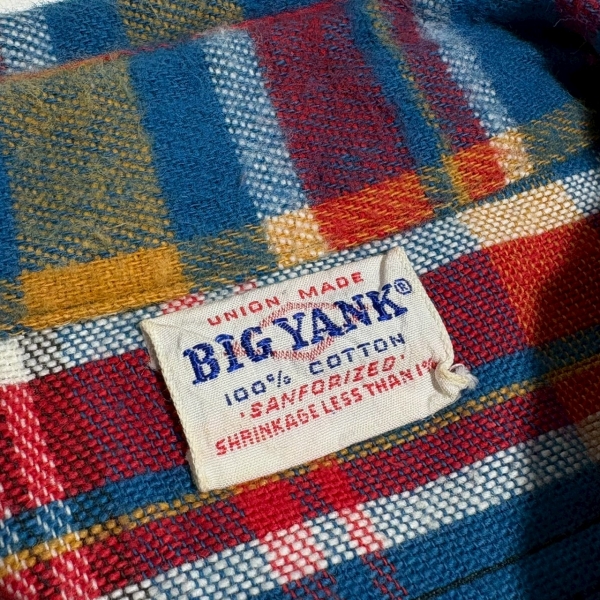 UNION MADE
BIG YANK®
100% COTTON
'SANFORIZED'
SHRINKAGE LESS THAN 1%